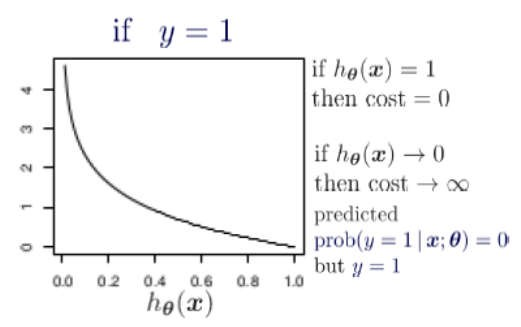 if y = 1
if hθ(x) = 1
then cost = 0
if hθ(x) → 0
then cost → ∞
predicted
prob(y = 1 | x; θ) = 0
but y = 1
4
3
2
1
0
0.0 0.2 0.4 0.6 0.8 1.0
hθ(x)